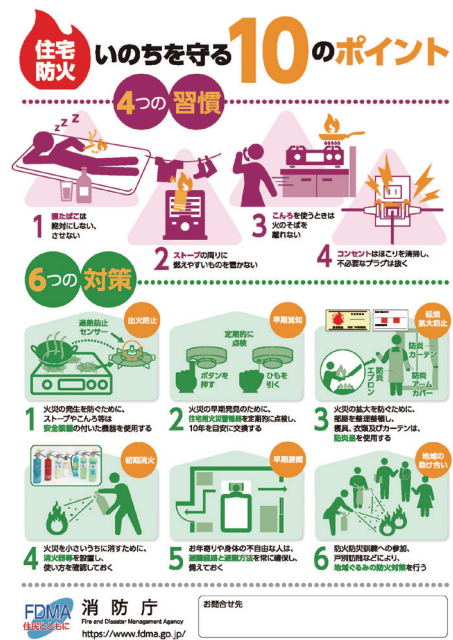 住宅
防火
いのちを守る10のポイント
4つの習慣
zzz
zzz
1 寝たばこは
絶対にしない、
させない
2 ストーブの周りに
燃えやすいものを置かない
3 こんろを使うときは
火のそばを
離れない
4 コンセントはほこりを清掃し、
不必要なプラグは抜く
6つの対策
過熱防止
センサー
出火防止
定期的に
点検
早期覚知
ボタンを
押す
ひもを
引く
延焼
拡大防止
防炎
カーテン
防炎
エプロン
防炎
アーム
カバー
1 火災の発生を防ぐために、
ストーブやこんろ等は
安全装置の付いた機器を使用する
2 火災の早期発見のために、
住宅用火災警報器を定期的に点検し、
10年を目安に交換する
3 火災の拡大を防ぐために、
部屋を整理整頓し、
寝具、衣類及びカーテンは、
防炎品を使用する
初期消火
早期避難
地域の
助け合い
4 火災を小さいうちに消すために、
消火器等を設置し、
使い方を確認しておく
5 お年寄りや身体の不自由な人は、
避難経路と避難方法を常に確保し、
備えておく
6 防火防災訓練への参加、
戸別訪問などにより、
地域ぐるみの防火対策を行う
FDMA
住民とともに
消防庁
Fire and Disaster Management Agency
https://www.fdma.go.jp/
お問合せ先